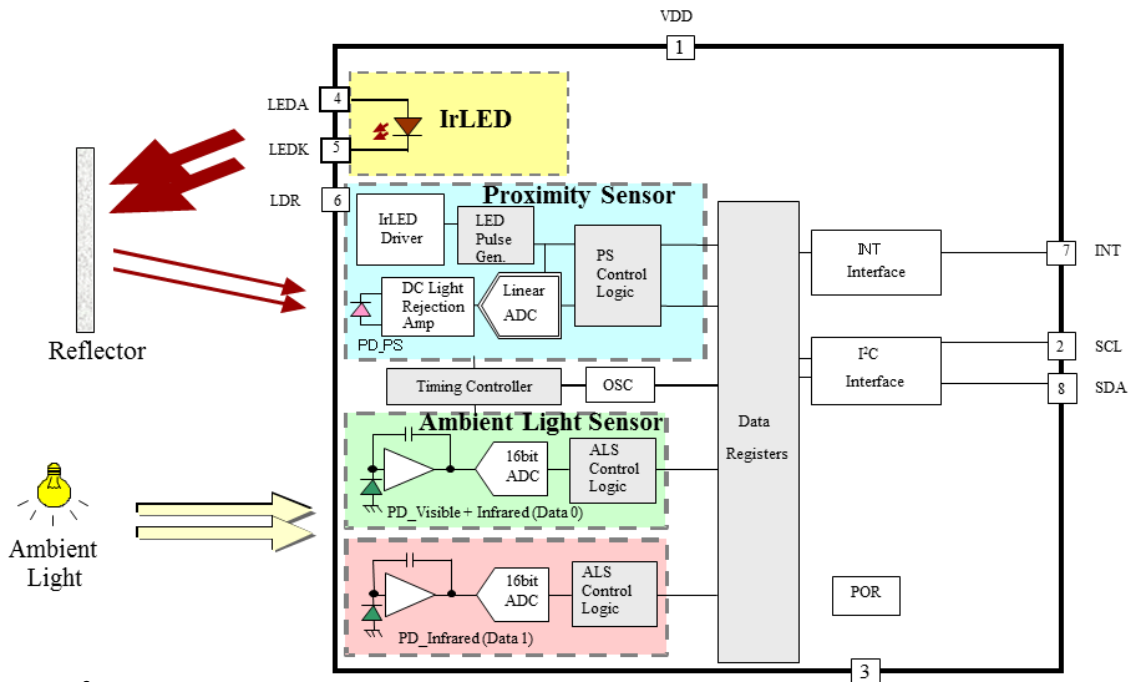 VDD
1
4
LEDA
IrLED
5
LEDK
6
LDR
Proximity Sensor
IrLED
Driver
LED
Pulse
Gen.
PS
Control
Logic
DC Light
Rejection
Amp
Linear
ADC
PD_PS
INT
Interface
7
INT
Reflector
I²C
Interface
2
SCL
8
SDA
Timing Controller
OSC
Data
Registers
Ambient Light Sensor
16bit
ADC
ALS
Control
Logic
PD_Visible + Infrared (Data 0)
Ambient
Light
16bit
ADC
ALS
Control
Logic
PD_Infrared (Data 1)
POR
3